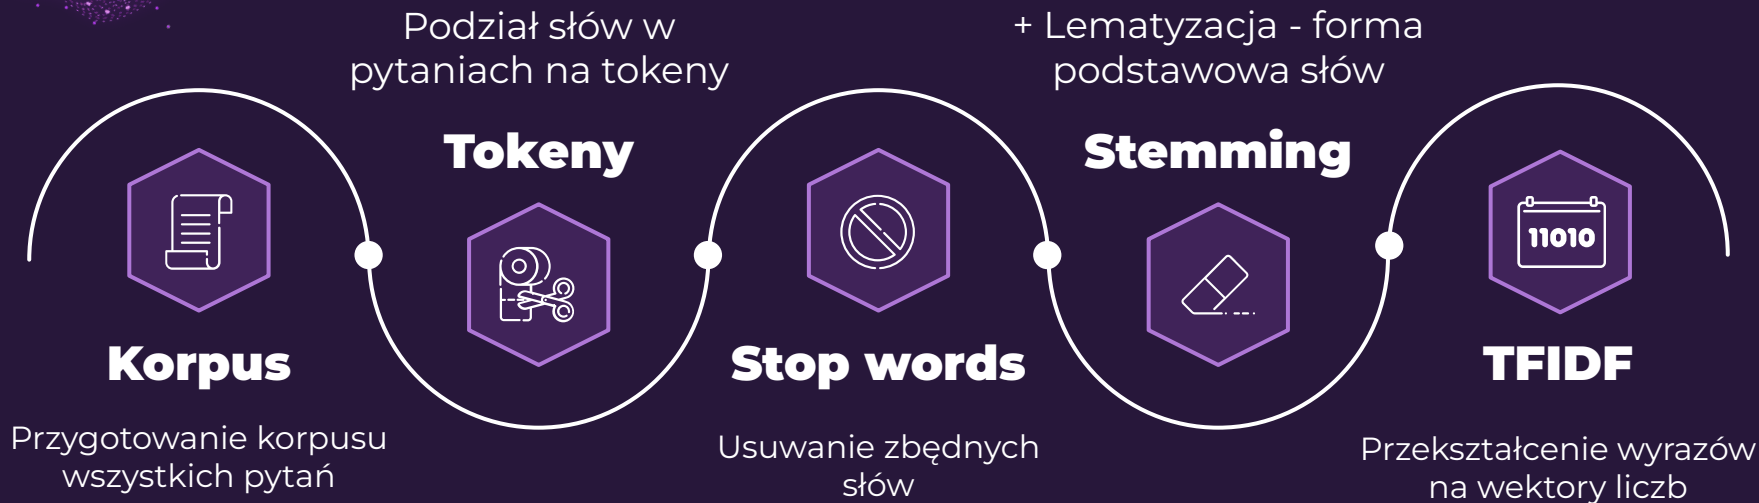 Korpus
Przygotowanie korpusu
wszystkich pytań
Podział słów w
pytaniach na tokeny
Tokeny
Stop words
Usuwanie zbędnych
słów
+ Lematyzacja - forma
podstawowa słów
Stemming
11010
TFIDF
Przekształcenie wyrazów
na wektory liczb